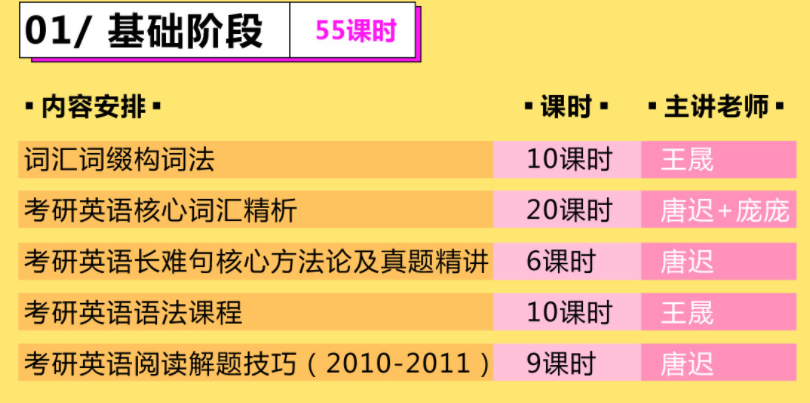 01/ 基础阶段 55课时
▪内容安排▪ ▪课时▪ ▪主讲老师▪
词汇词缀构词法 10课时 王晟
考研英语核心词汇精析 20课时 唐迟+庞庞
考研英语长难句核心方法论及真题精讲 6课时 唐迟
考研英语语法课程 10课时 王晟
考研英语阅读解题技巧（2010-2011） 9课时 唐迟